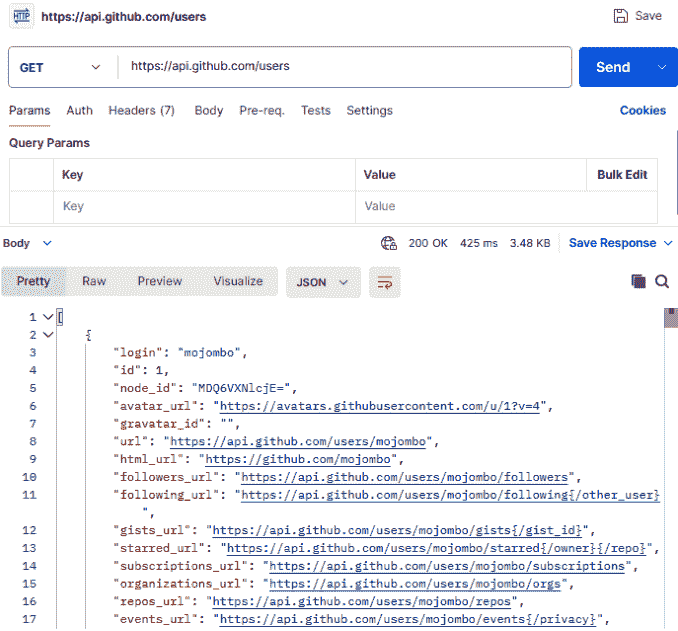 HTTP https://api.github.com/users Save
GET https://api.github.com/users Send
Params Auth Headers (7) Body Pre-req. Tests Settings Cookies
Query Params
Key Value Bulk Edit
Key Value
Body 200 OK 425 ms 3.48 KB Save Response
Pretty Raw Preview Visualize JSON
1 [
2 {
3 "login": "mojombo",
4 "id": 1,
5 "node_id": "MDQ6VXNlcjE=",
6 "avatar_url": "https://avatars.githubusercontent.com/u/1?v=4",
7 "gravatar_id": "",
8 "url": "https://api.github.com/users/mojombo",
9 "html_url": "https://github.com/mojombo",
10 "followers_url": "https://api.github.com/users/mojombo/followers",
11 "following_url": "https://api.github.com/users/mojombo/following{/other_user}
",
12 "gists_url": "https://api.github.com/users/mojombo/gists{/gist_id}",
13 "starred_url": "https://api.github.com/users/mojombo/starred{/owner}{/repo}",
14 "subscriptions_url": "https://api.github.com/users/mojombo/subscriptions",
15 "organizations_url": "https://api.github.com/users/mojombo/orgs",
16 "repos_url": "https://api.github.com/users/mojombo/repos",
17 "events_url": "https://api.github.com/users/mojombo/events{/privacy}",